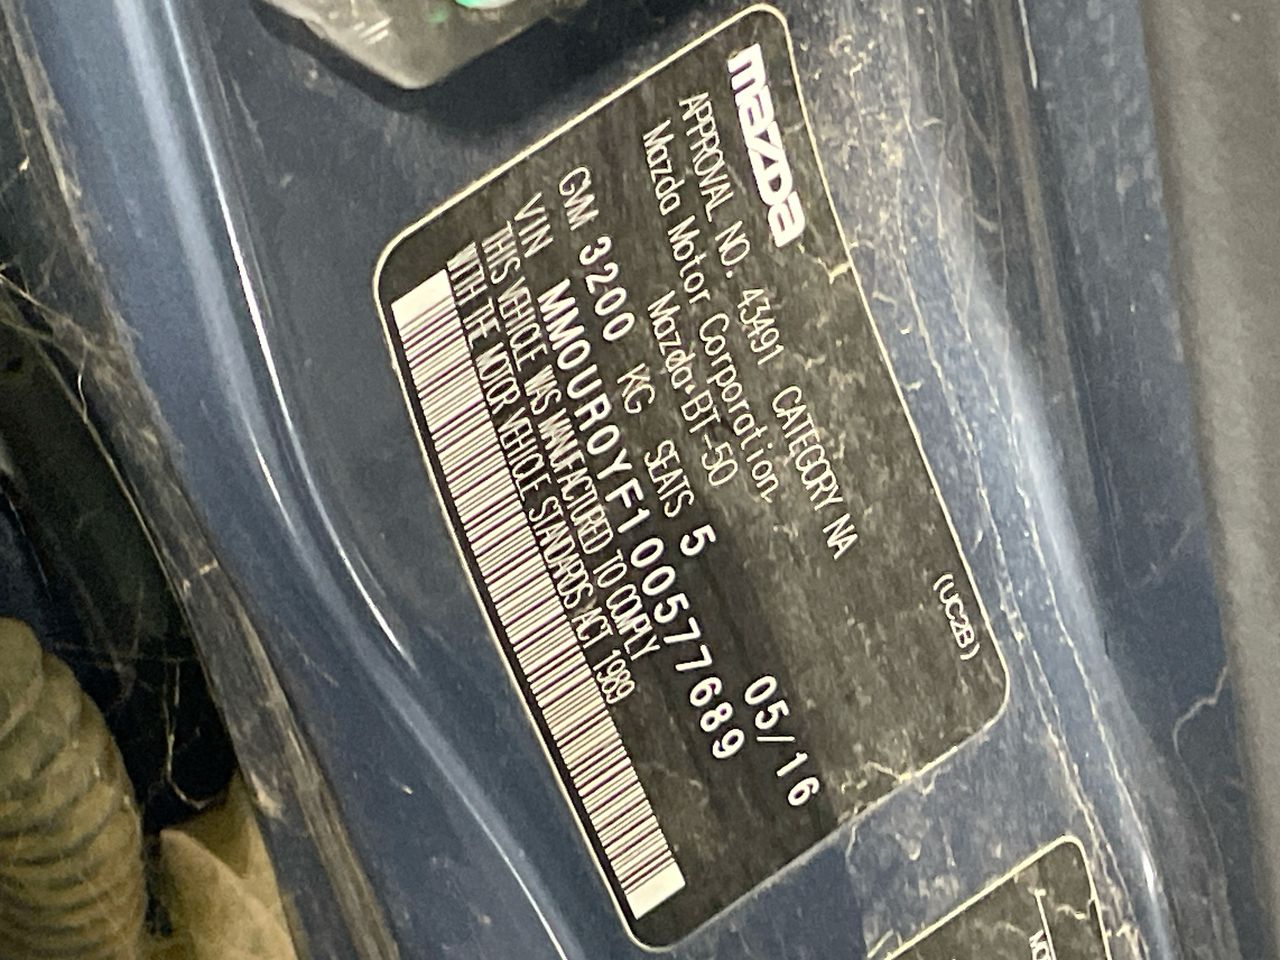 mazda
APPROVAL NO. 43491 CATEGORY NA
(UC2B)
Mazda Motor Corporation.
Mazda•BT-50
GVM 3200 KG SEATS 5 05/16
VIN MM0UR0YF100577689
THIS VEHICLE WAS MANUFACTURED TO COMPLY
WITH THE MOTOR VEHICLE STANDARDS ACT 1989